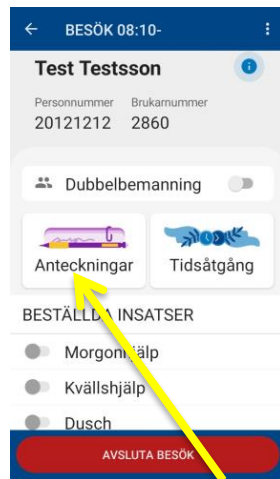 BESÖK 08:10-
Test Testsson
Personnummer Brukarnummer
20121212 2860
Dubbelbemanning
Anteckningar Tidsåtgång
BESTÄLLDA INSATSER
Morgonhjälp
Kvällshjälp
Dusch
AVSLUTA BESÖK